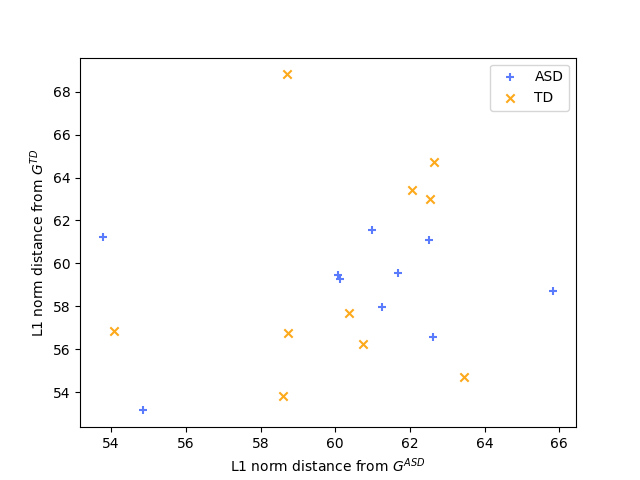 ASD
TD
68
66
64
62
60
58
56
54
L1 norm distance from G^{TD}
54 56 58 60 62 64 66
L1 norm distance from G^{ASD}